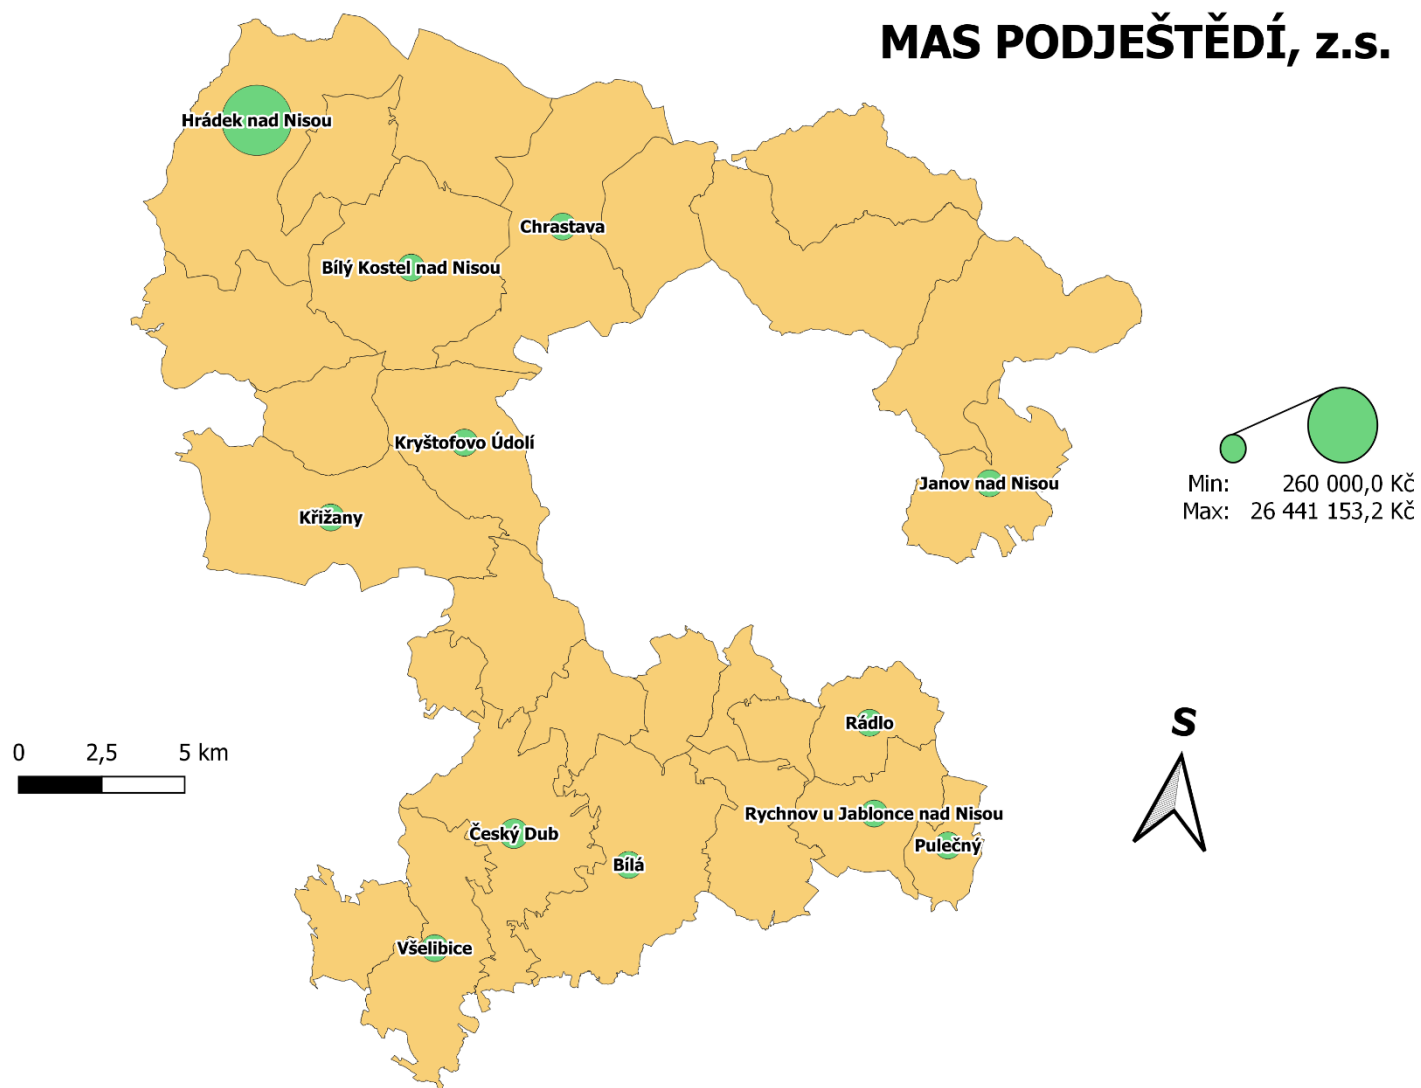 MAS PODJEŠTĚDÍ, z.s.
Hrádek nad Nisou
Chrastava
Bílý Kostel nad Nisou
Kryštofovo Údolí
Janov nad Nisou
Křižany
Min: 260 000,0 Kč
Max: 26 441 153,2 Kč
Rádlo
S
0 2,5 5 km
Rychnov u Jablonce nad Nisou
Český Dub
Pulečný
Bílá
Všelibice